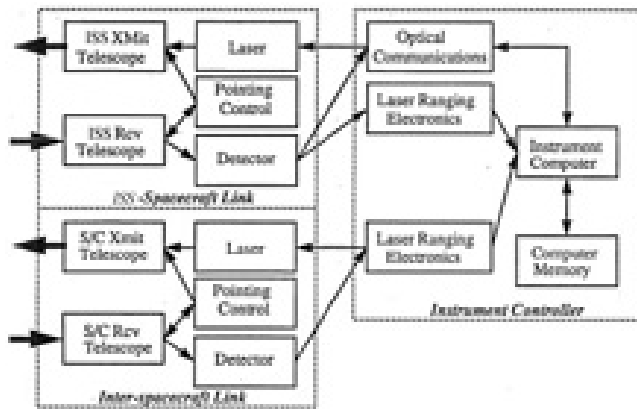 ISS XMit
Telescope
Laser
Optical
Communications
Pointing
Control
Laser Ranging
Electronics
ISS Rcv
Telescope
Detector
Instrument
Computer
ISS -Spacecraft Link
S/C Xmit
Telescope
Laser
Laser Ranging
Electronics
Computer
Memory
Pointing
Control
Instrument Controller
S/C Rcv
Telescope
Detector
Inter-spacecraft Link